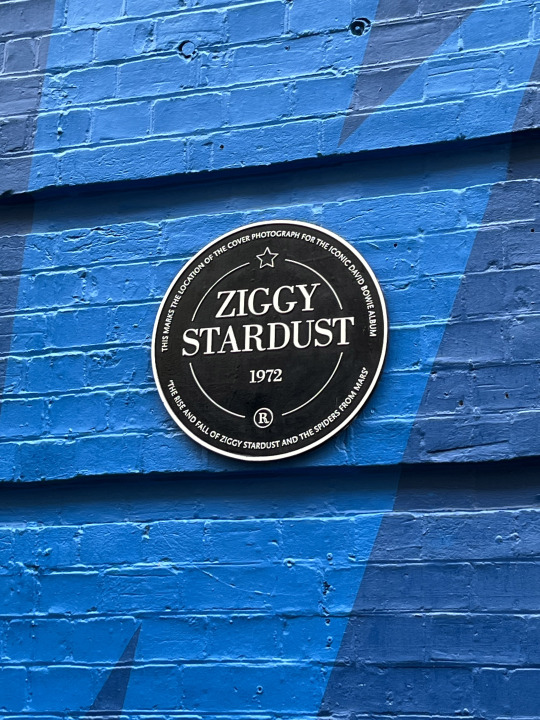 THIS MARKS THE LOCATION OF THE COVER PHOTOGRAPH FOR THE ICONIC DAVID BOWIE ALBUM
ZIGGY
STARDUST
1972
R
'THE RISE AND FALL OF ZIGGY STARDUST AND THE SPIDERS FROM MARS'